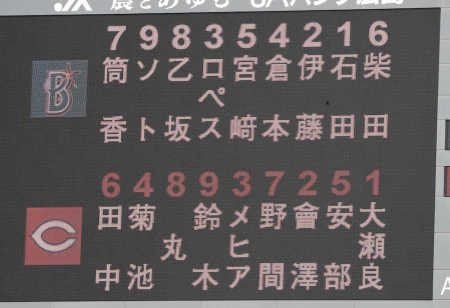 7 9 8 3 5 4 2 1 6
筒香
ソト
乙坂
ロペス
宮﨑
倉本
伊藤
石田
柴田
B
6 4 8 9 3 7 2 5 1
田中
菊池
丸
鈴木
メヒア
野間
會澤
安部
大瀬良
C